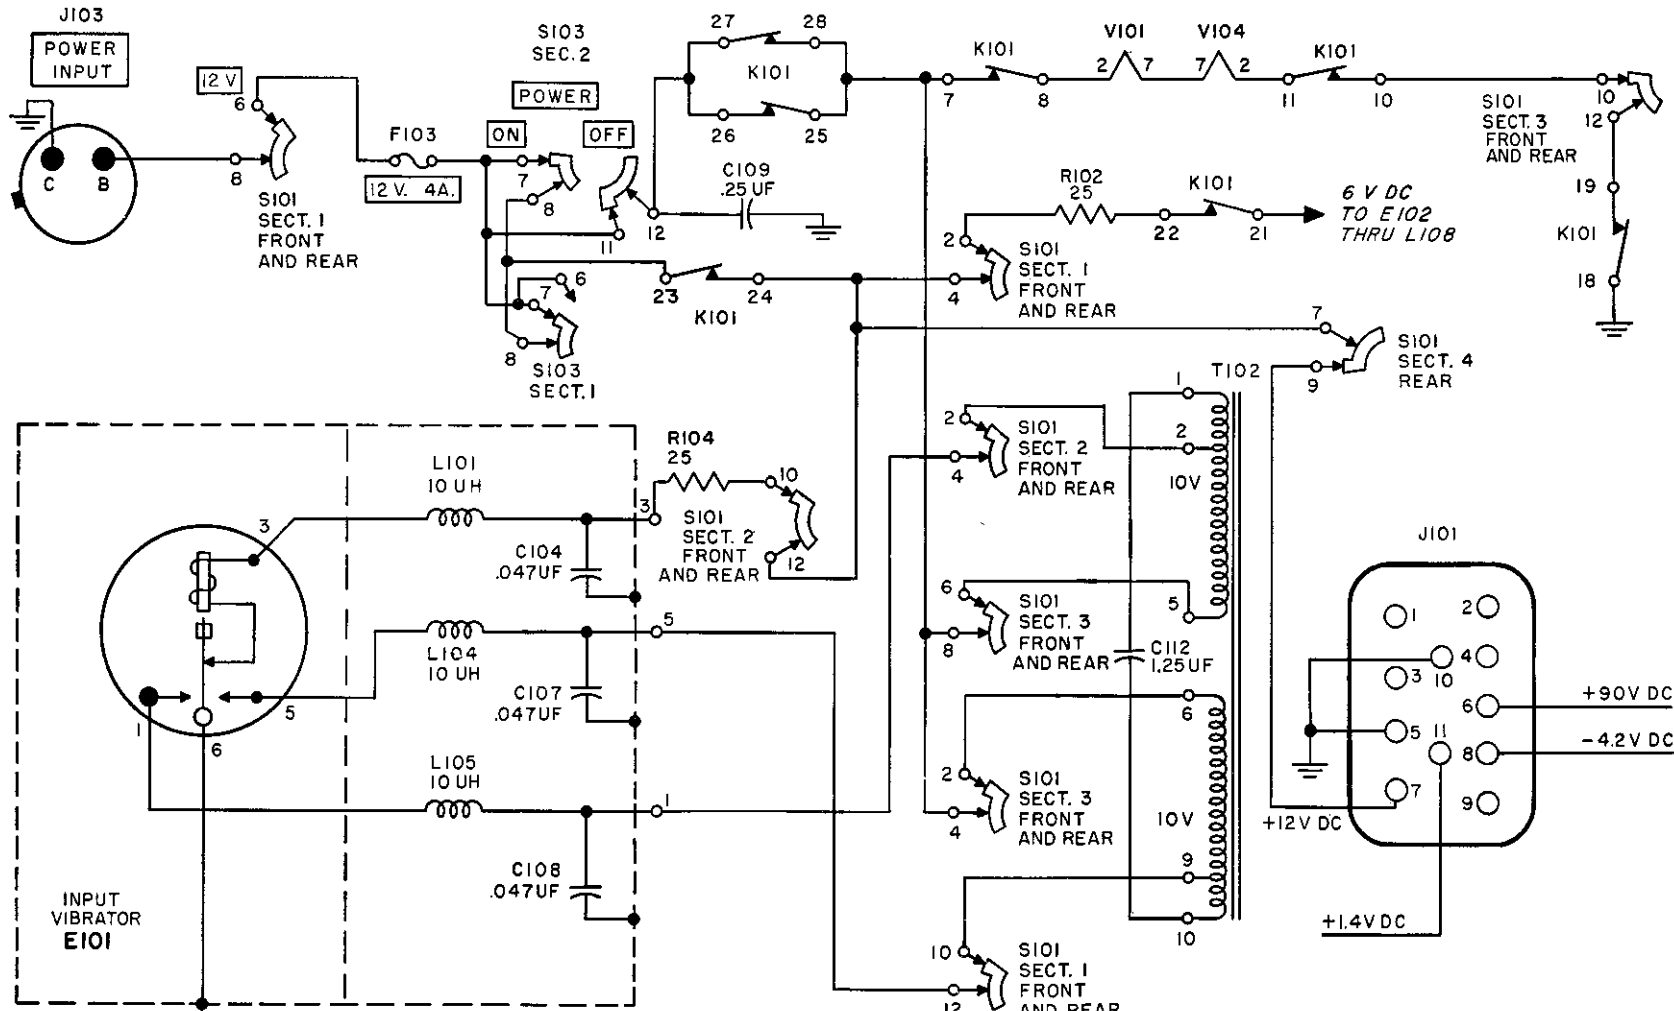 J103
POWER
INPUT
C
B
12 V
6
8
S101
SECT. 1
FRONT
AND REAR
F103
12 V. 4A.
S103
SEC. 2
POWER
ON
OFF
7
8
11
12
6
7
8
S103
SECT. 1
27
28
K101
26
25
C109
.25 UF
23
24
K101
7
K101
8
V101
2
7
V104
7
2
K101
11
10
10
12
S101
SECT. 3
FRONT
AND REAR
19
K101
18
R102
25
K101
22
21
6 V DC
TO E102
THRU L108
2
4
S101
SECT. 1
FRONT
AND REAR
7
9
S101
SECT. 4
REAR
T102
1
2
10V
5
C112
1.25 UF
6
10V
9
10
2
4
S101
SECT. 2
FRONT
AND REAR
6
8
S101
SECT. 3
FRONT
AND REAR
2
4
S101
SECT. 3
FRONT
AND REAR
10
12
S101
SECT. 1
FRONT
AND REAR
R104
25
10
3
S101
SECT. 2
FRONT
AND REAR
12
L101
10 UH
3
C104
.047UF
5
L104
10 UH
C107
.047UF
5
1
6
L105
10 UH
1
C108
.047UF
INPUT
VIBRATOR
E101
J101
1
2
3
4
10
5
6
11
7
8
9
+90V DC
-4.2V DC
+12V DC
+1.4V DC